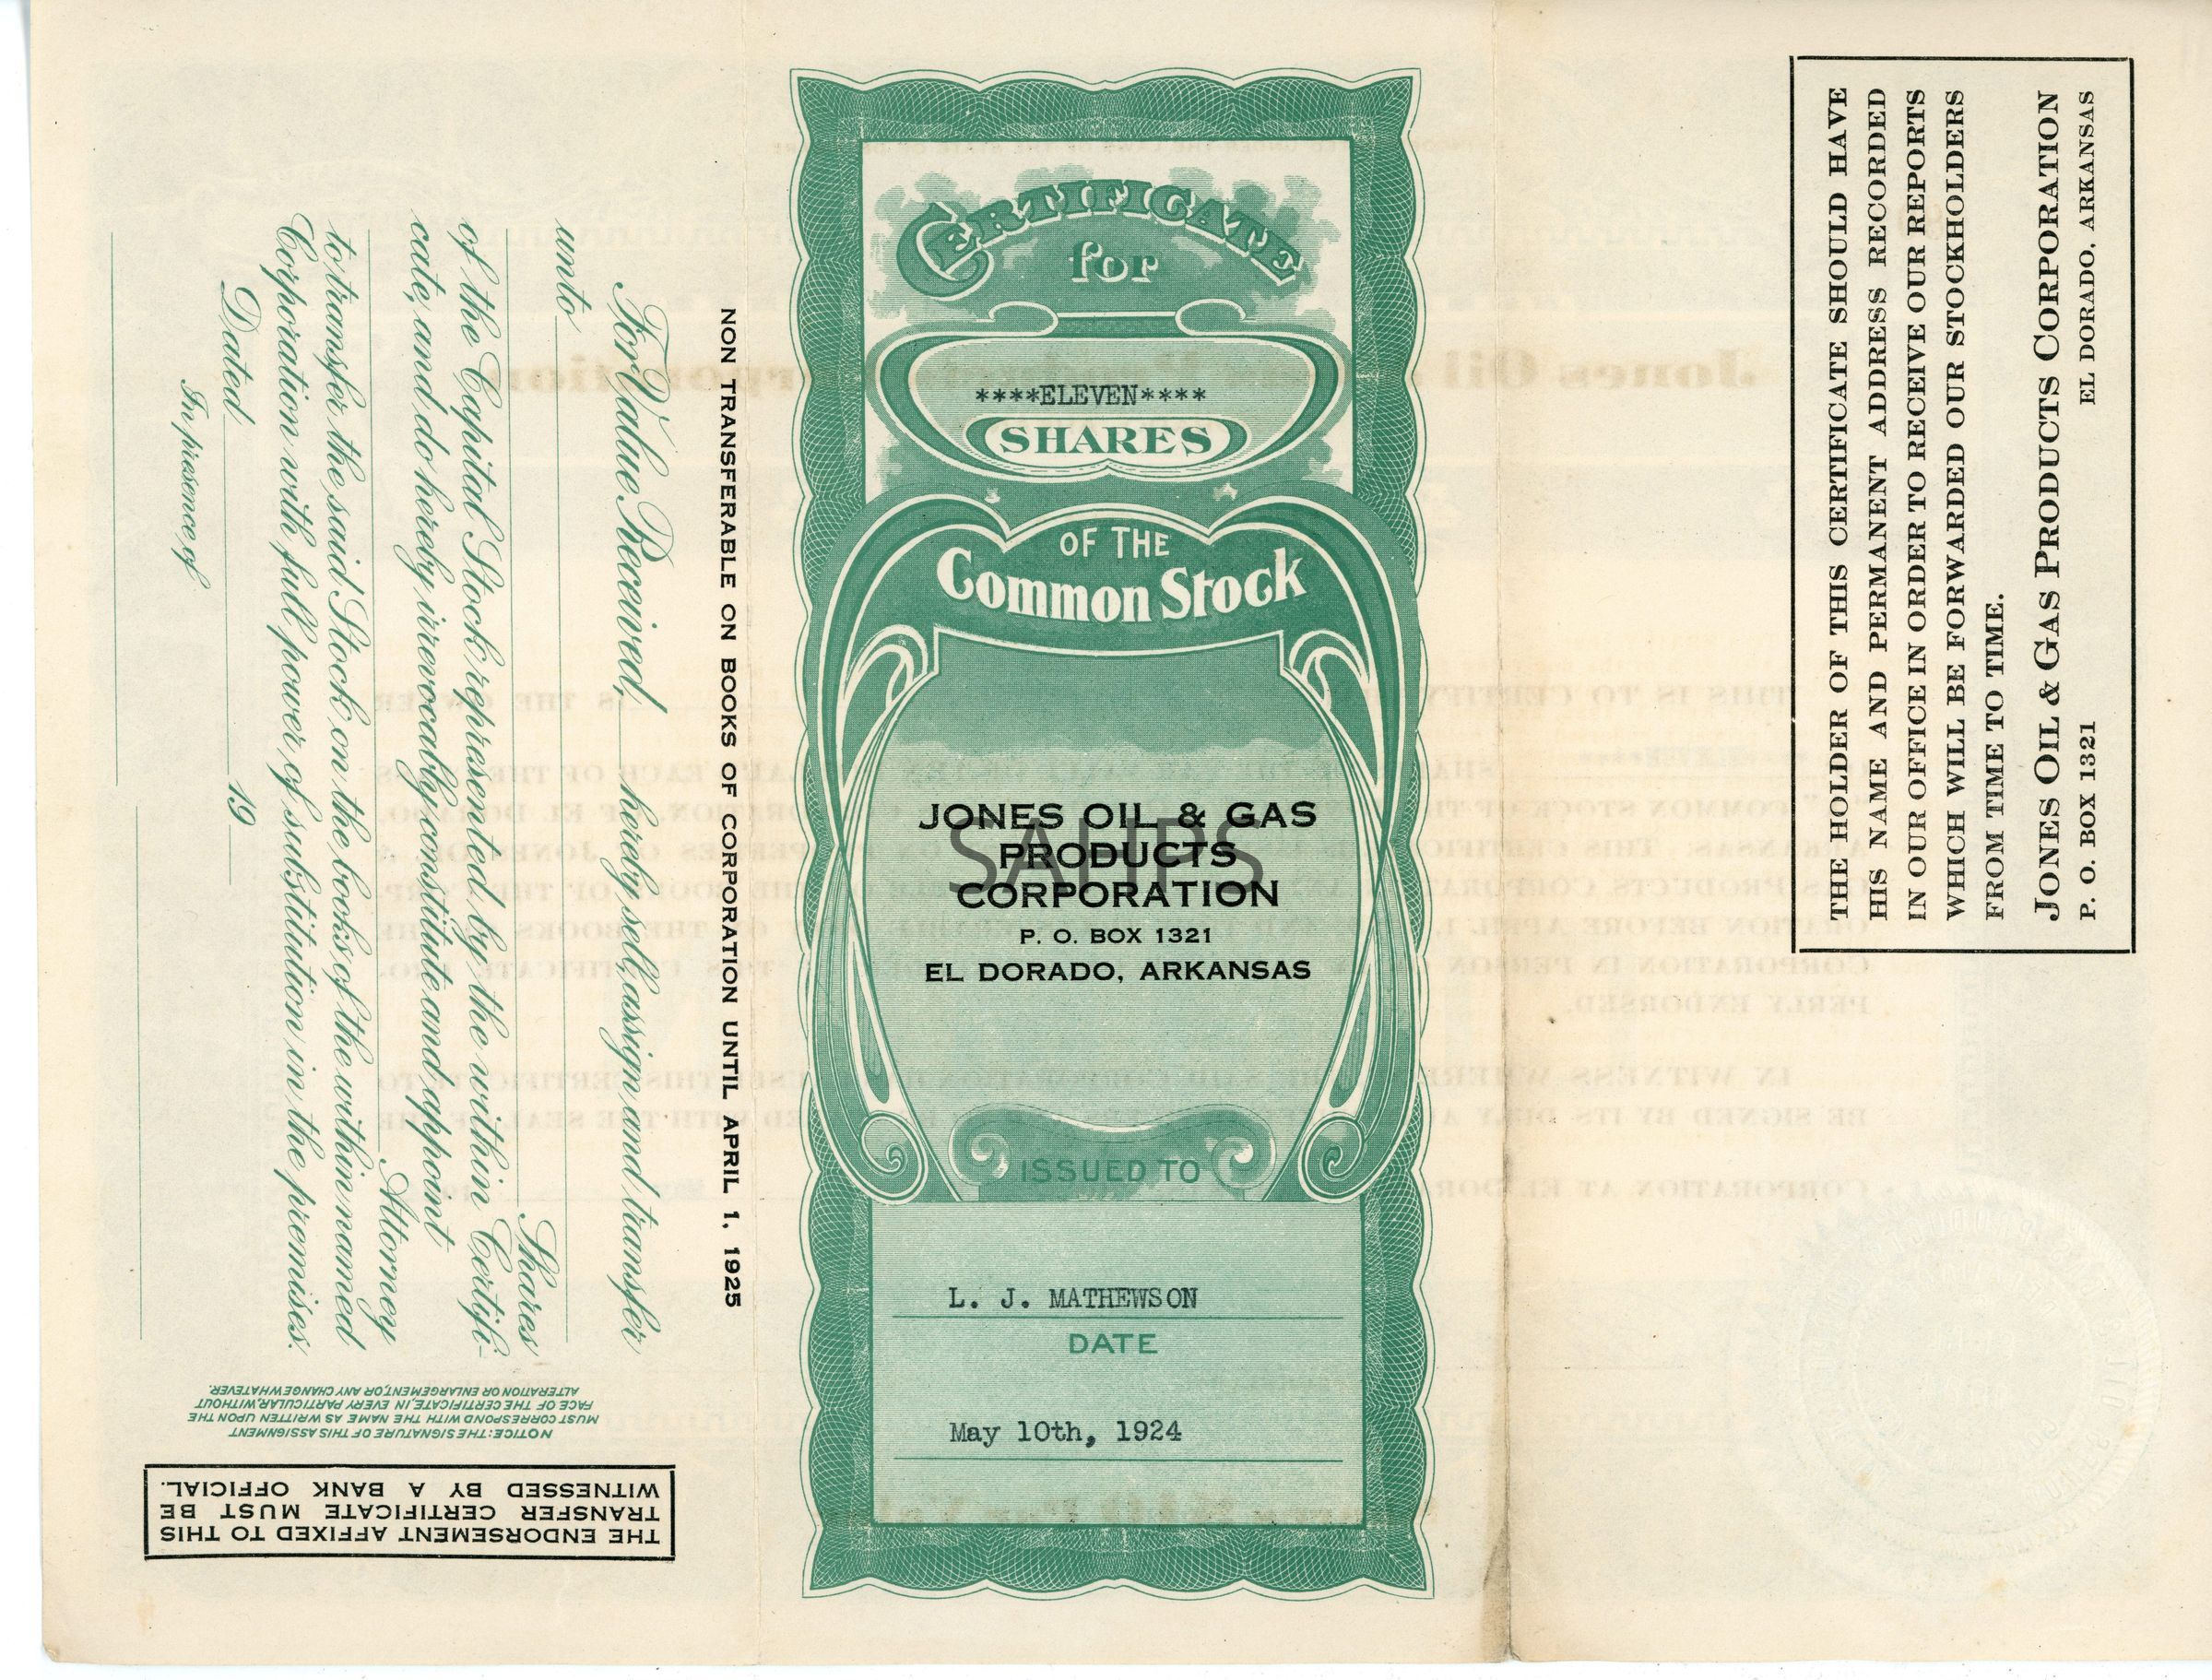 CERTIFICATE
for
****ELEVEN****
SHARES
OF THE
Common Stock
JONES OIL & GAS
PRODUCTS
CORPORATION
P. O. BOX 1321
EL DORADO, ARKANSAS
SAHPS
ISSUED TO
L. J. MATHEWSON
DATE
May 10th, 1924
NON TRANSFERABLE ON BOOKS OF CORPORATION UNTIL APRIL 1, 1925
For Value Received, hereby sell, assign and transfer
unto
Shares
of the Capital Stock represented by the within Certifi-
cate, and do hereby irrevocably constitute and appoint
Attorney
to transfer the said Stock on the books of the within named
Corporation with full power of substitution in the premises.
Dated 19
In presence of
NOTICE: THE SIGNATURE OF THIS ASSIGNMENT
MUST CORRESPOND WITH THE NAME AS WRITTEN UPON THE
FACE OF THE CERTIFICATE, IN EVERY PARTICULAR, WITHOUT
ALTERATION OR ENLARGEMENT, OR ANY CHANGE WHATEVER.
THE ENDORSEMENT AFFIXED TO THIS
TRANSFER CERTIFICATE MUST BE
WITNESSED BY A BANK OFFICIAL.
THE HOLDER OF THIS CERTIFICATE SHOULD HAVE
HIS NAME AND PERMANENT ADDRESS RECORDED
IN OUR OFFICE IN ORDER TO RECEIVE OUR REPORTS
WHICH WILL BE FORWARDED OUR STOCKHOLDERS
FROM TIME TO TIME.
JONES OIL & GAS PRODUCTS CORPORATION
P. O. BOX 1321 EL DORADO, ARKANSAS